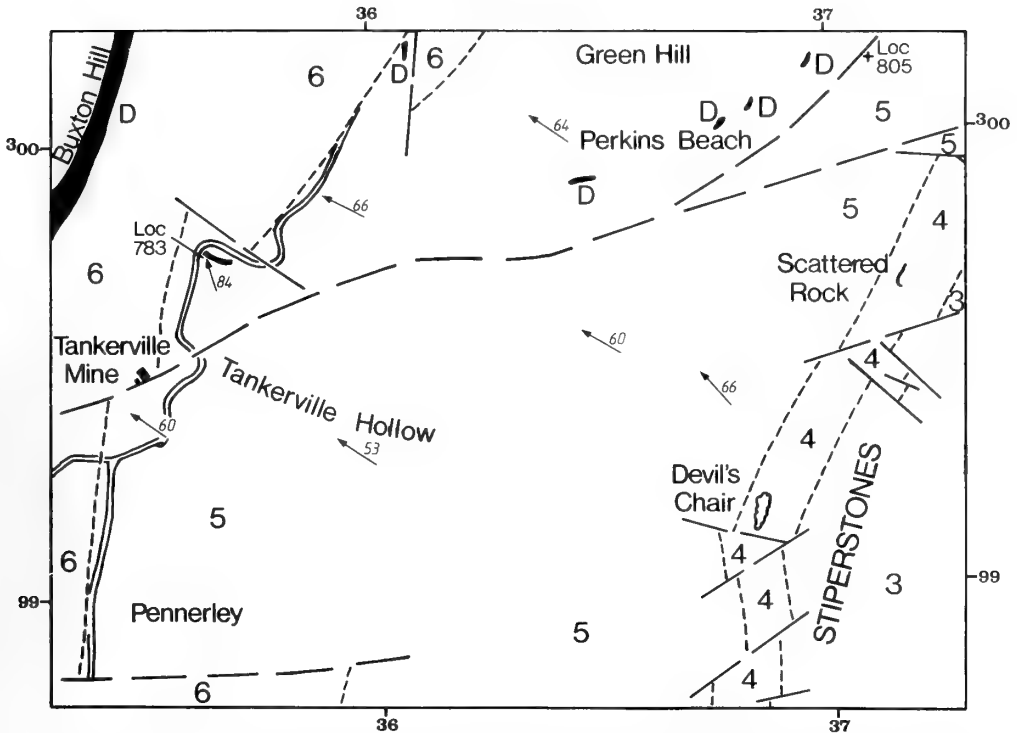 36
37
Buxton Hill
D
6
D
6
Green Hill
D
Loc
805
D
D
5
³00
64
Perkins Beach
³00
5
D
66
5
4
Loc
783
6
84
Scattered
Rock
3
Tankerville
Mine
60
4
Tankerville Hollow
66
60
53
4
Devil's
Chair
STIPERSTONES
5
4
6
99
Pennerley
5
4
3
99
6
4
36
37